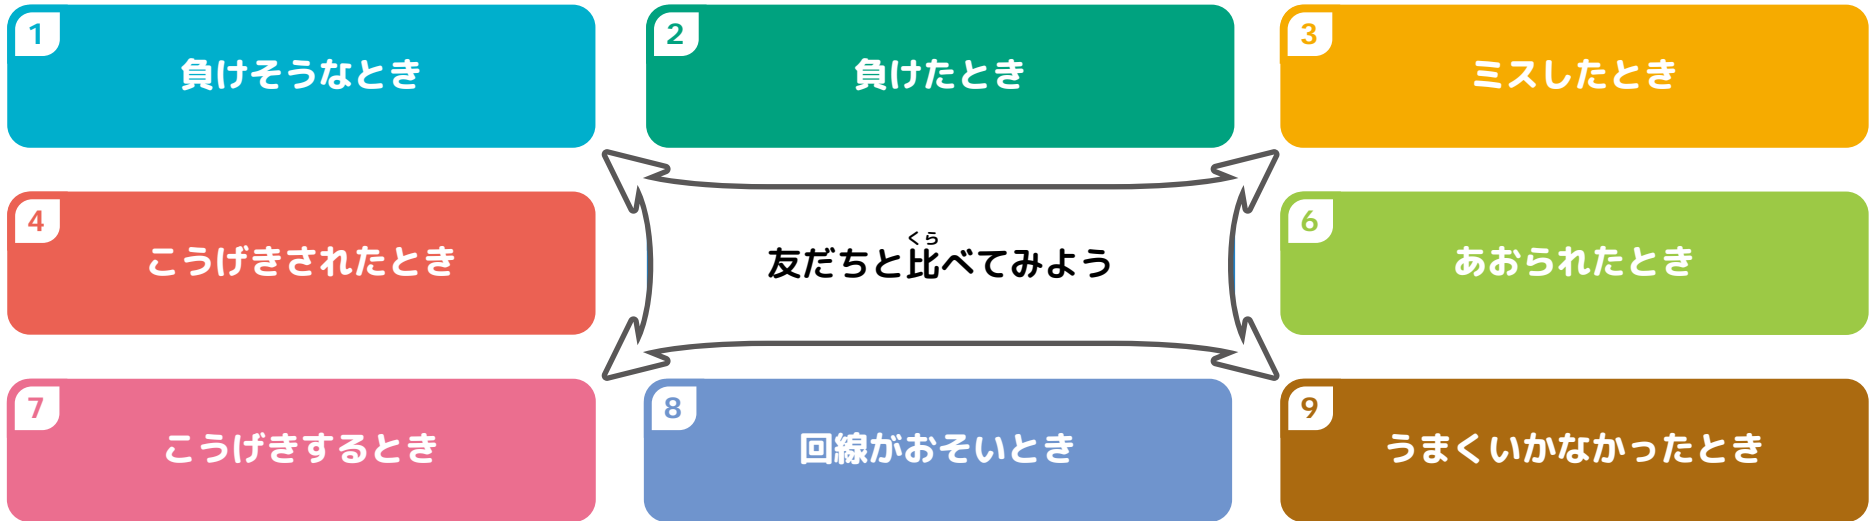 1
負けそうなとき
2
負けたとき
3
ミスしたとき
4
こうげきされたとき
くら
友だちと比べてみよう
6
あおられたとき
7
こうげきするとき
8
回線がおそいとき
9
うまくいかなかったとき